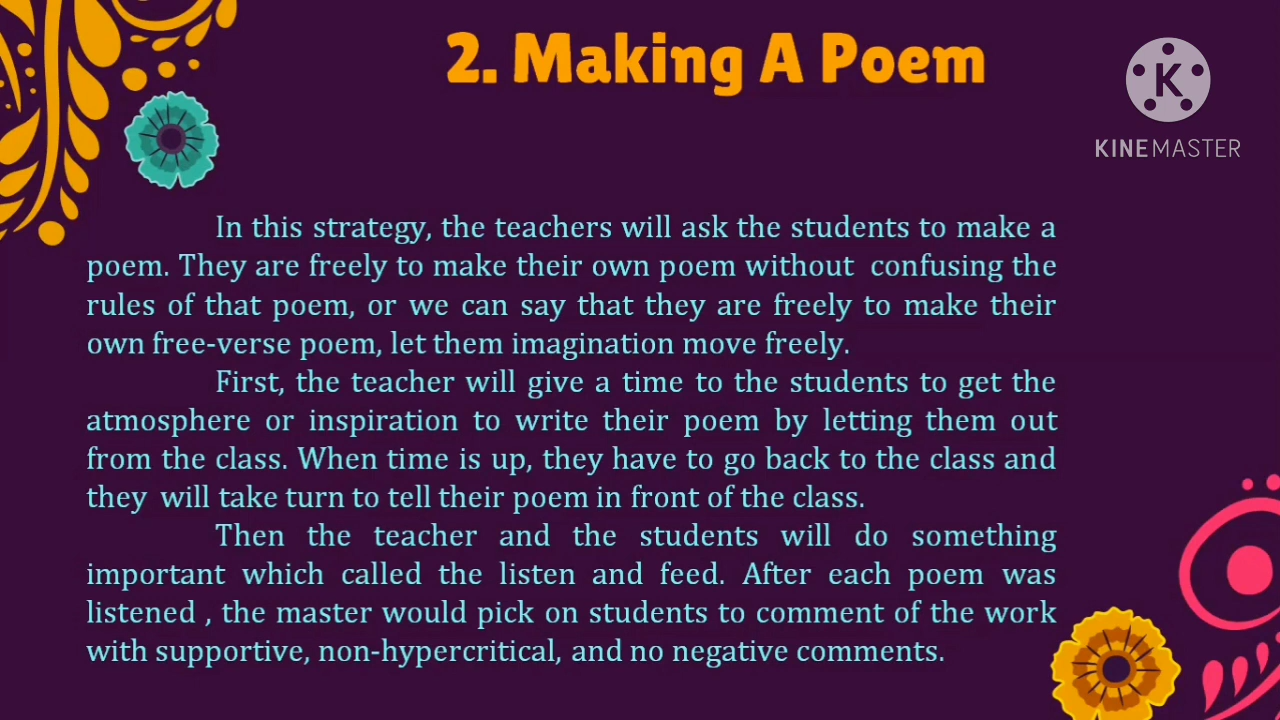 2. Making A Poem
K
KINEMASTER
In this strategy, the teachers will ask the students to make a
poem. They are freely to make their own poem without confusing the
rules of that poem, or we can say that they are freely to make their
own free-verse poem, let them imagination move freely.
First, the teacher will give a time to the students to get the
atmosphere or inspiration to write their poem by letting them out
from the class. When time is up, they have to go back to the class and
they will take turn to tell their poem in front of the class.
Then the teacher and the students will do something
important which called the listen and feed. After each poem was
listened , the master would pick on students to comment of the work
with supportive, non-hypercritical, and no negative comments.